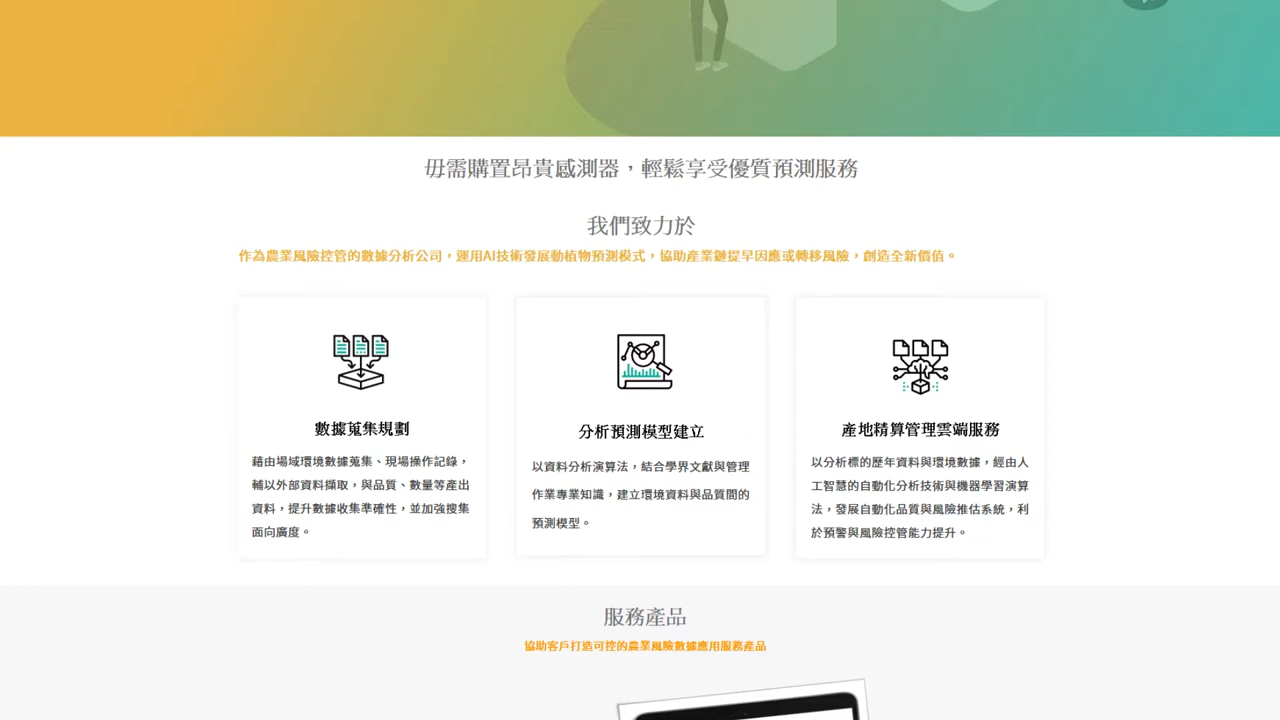 毋需購置昂貴感測器，輕鬆享受優質預測服務
我們致力於
作為農業風險控管的數據分析公司，運用AI技術發展動植物預測模式，協助產業鏈提早因應或轉移風險，創造全新價值。
數據蒐集規劃
藉由場域環境數據蒐集、現場操作記錄，
輔以外部資料擷取，與品質、數量等產出
資料，提升數據收集準確性，並加強搜集
面向廣度。
分析預測模型建立
以資料分析演算法，結合學界文獻與管理
作業專業知識，建立環境資料與品質間的
預測模型。
產地精算管理雲端服務
以分析標的歷年資料與環境數據，經由人
工智慧的自動化分析技術與機器學習演算
法，發展自動化品質與風險推估系統，利
於預警與風險控管能力提升。
服務產品
協助客戶打造可控的農業風險數據應用服務產品